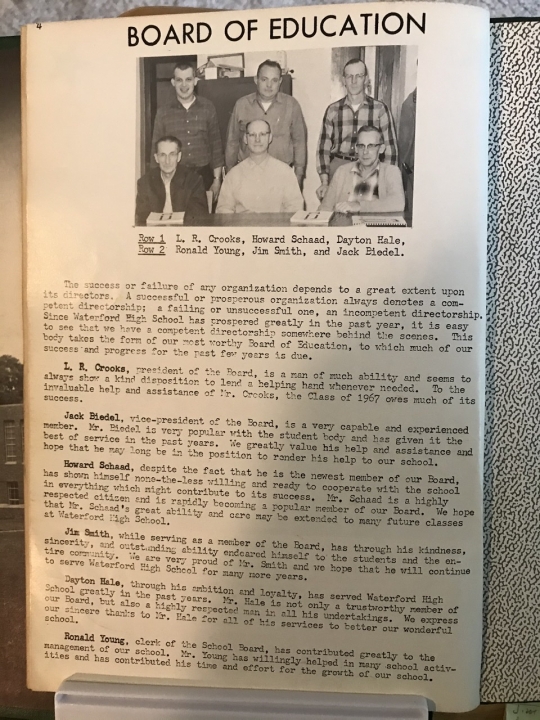 4
BOARD OF EDUCATION
Row 1 L. R. Crooks, Howard Schaad, Dayton Hale,
Row 2 Ronald Young, Jim Smith, and Jack Biedel.
The success or failure of any organization depends to a great extent upon
its directors. A successful or prosperous organization always denotes a com-
petent directorship; a failing or unsuccessful one, an incompetent directorship.
Since Waterford High School has prospered greatly in the past year, it is easy
to see that we have a competent directorship somewhere behind the scenes. This
body takes the form of our most worthy Board of Education, to which much of our
success and progress for the past few years is due.
L. R. Crooks, president of the Board, is a man of much ability and seems to
always show a kind disposition to lend a helping hand whenever needed. To the
invaluable help and assistance of Mr. Crooks, the Class of 1967 owes much of its
success.
Jack Biedel, vice-president of the Board, is a very capable and experienced
member. Mr. Biedel is very popular with the student body and has given it the
best of service in the past years. We greatly value his help and assistance and
hope that he may long be in the position to rander his help to our school.
Howard Schaad, despite the fact that he is the newest member of our Board,
has shown himself none-the-less willing and ready to cooperate with the school
in everything which might contribute to its success. Mr. Schaad is a highly
respected citizen and is rapidly becoming a popular member of our Board. We hope
that Mr. Schaad's great ability and care may be extended to many future classes
at Waterford High School.
Jim Smith, while serving as a member of the Board, has through his kindness,
sincerity, and outstanding ability endeared himself to the students and the en-
tire community. We are very proud of Mr. Smith and we hope that he will continue
to serve Waterford High School for many more years.
Dayton Hale, through his ambition and loyalty, has served Waterford High
School greatly in the past years. Mr. Hale is not only a trustworthy member of
our Board, but also a highly respected man in all his undertakings. We express
our sincere thanks to Mr. Hale for all of his services to better our wonderful
school.
Ronald Young, clerk of the School Board, has contributed greatly to the
management of our school. Mr. Young has willingly helped in many school activ-
ities and has contributed his time and effort for the growth of our school.